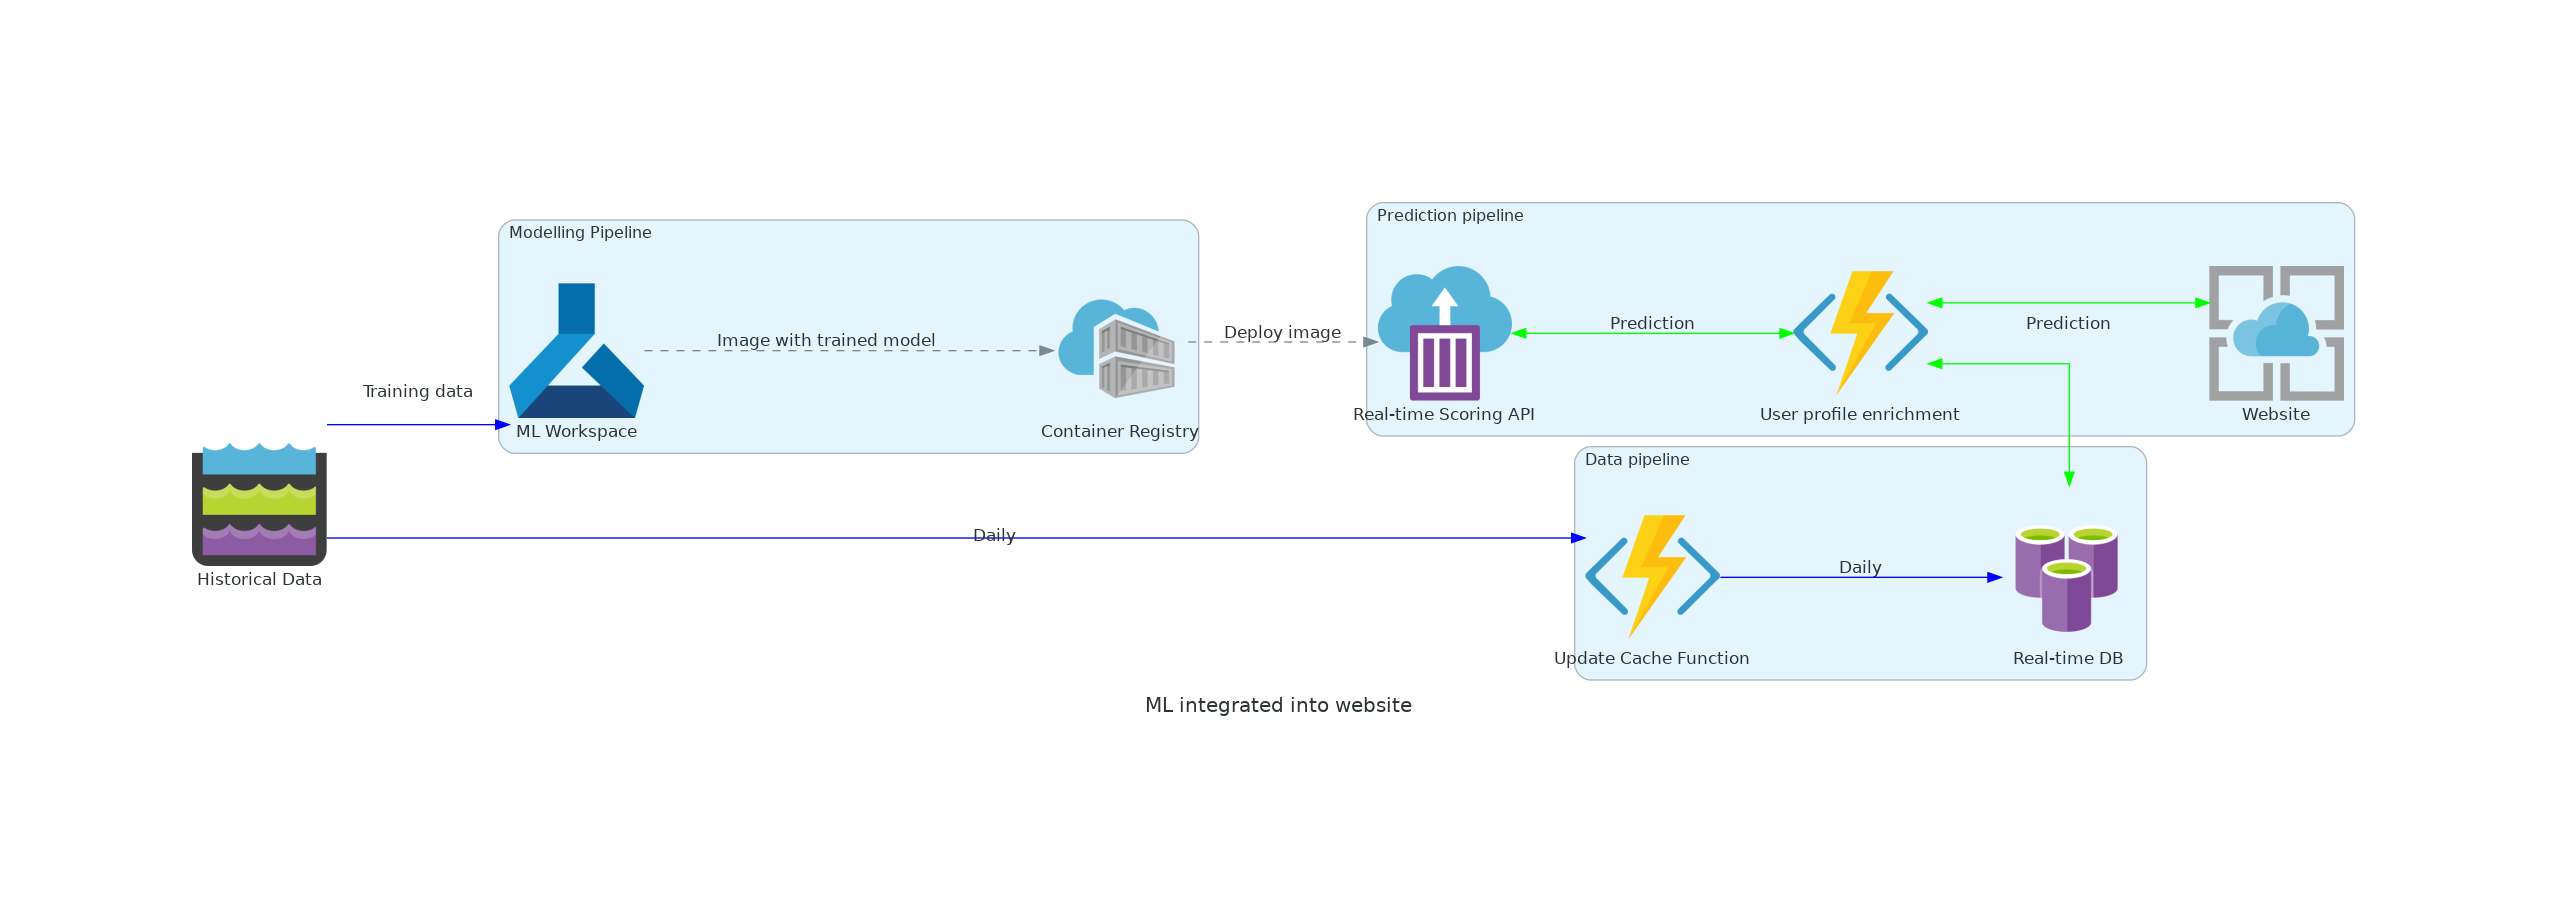 Modelling Pipeline
ML Workspace
Image with trained model
Container Registry
Training data
Historical Data
Deploy image
Prediction pipeline
Real-time Scoring API
Prediction
User profile enrichment
Prediction
Website
Daily
Data pipeline
Update Cache Function
Daily
Real-time DB
ML integrated into website